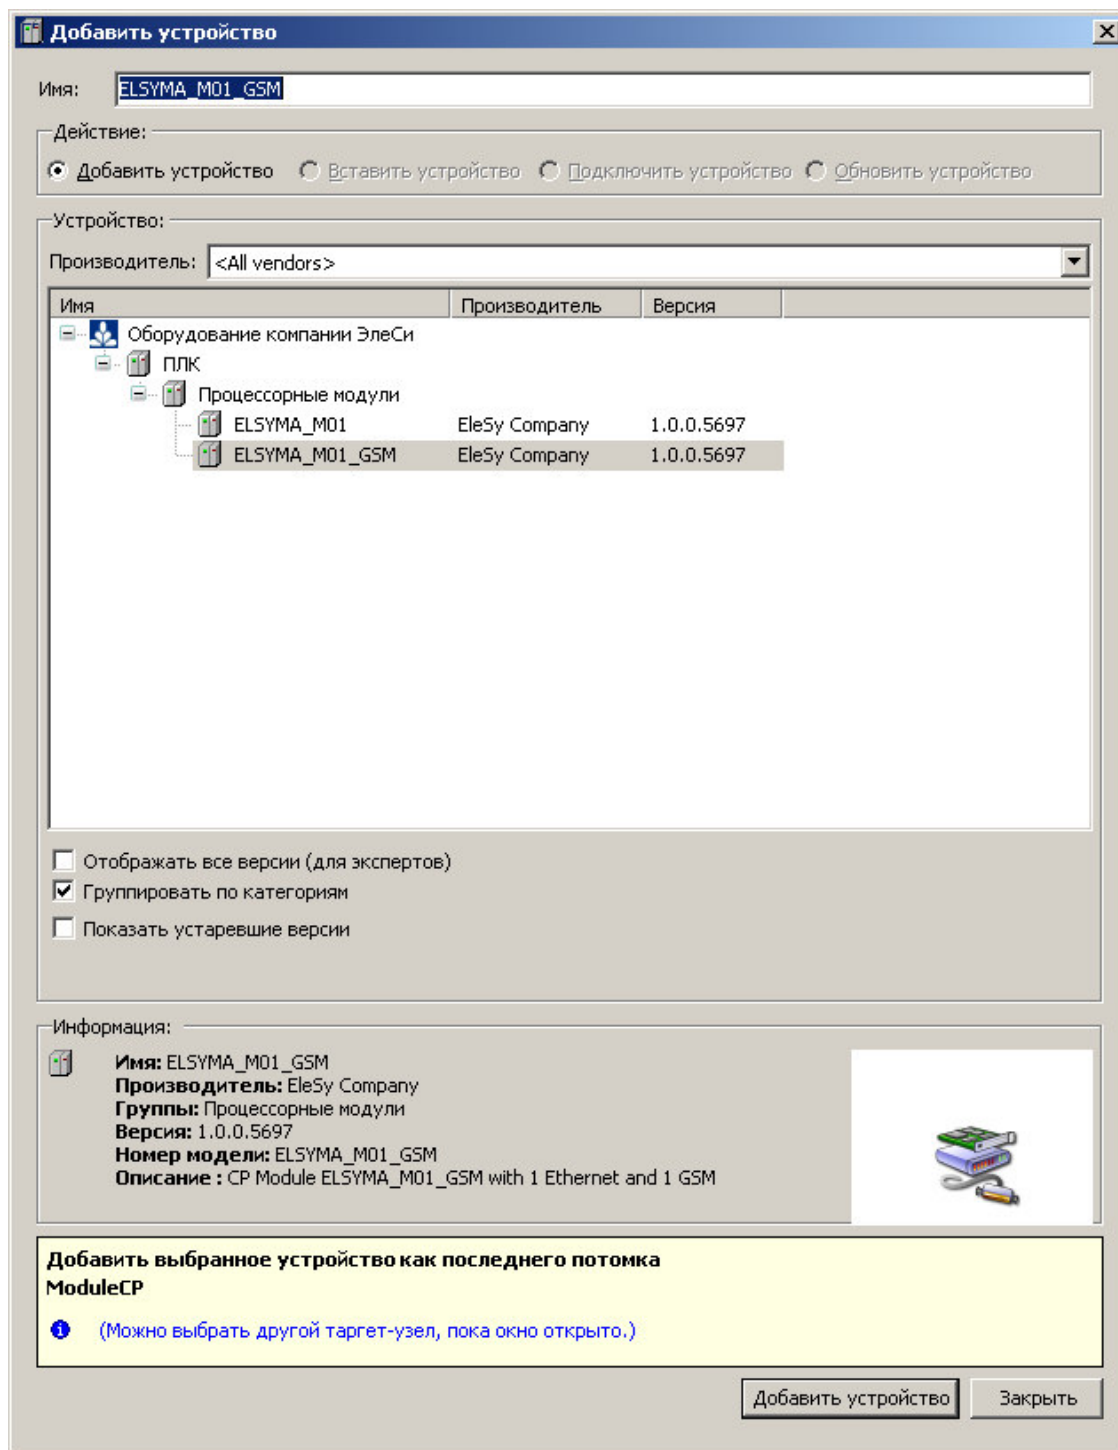 Добавить устройство
Имя: ELSYMA_M01_GSM
Действие:
Добавить устройство Вставить устройство Подключить устройство Обновить устройство
Устройство:
Производитель: <All vendors>
Имя Производитель Версия
Оборудование компании ЭлеСи
ПЛК
Процессорные модули
ELSYMA_M01 EleSy Company 1.0.0.5697
ELSYMA_M01_GSM EleSy Company 1.0.0.5697
Отображать все версии (для экспертов)
Группировать по категориям
Показать устаревшие версии
Информация:
Имя: ELSYMA_M01_GSM
Производитель: EleSy Company
Группы: Процессорные модули
Версия: 1.0.0.5697
Номер модели: ELSYMA_M01_GSM
Описание : CP Module ELSYMA_M01_GSM with 1 Ethernet and 1 GSM
Добавить выбранное устройство как последнего потомка
ModuleCP
(Можно выбрать другой таргет-узел, пока окно открыто.)
Добавить устройство Закрыть